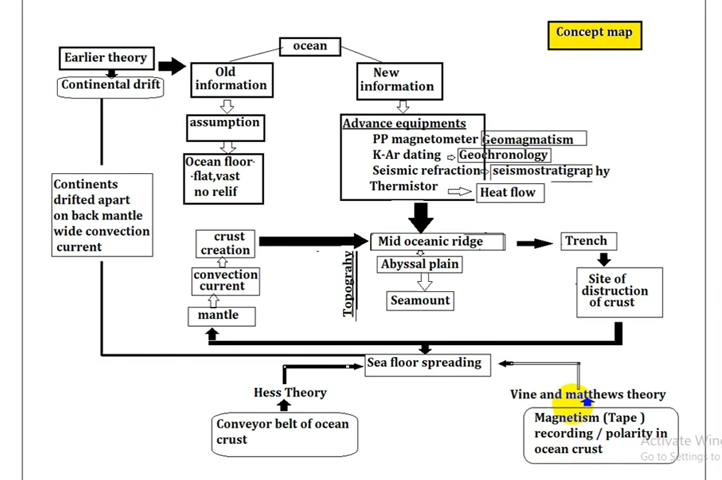 Concept map
ocean
Earlier theory
Continental drift
Old
information
New
information
assumption
Ocean floor
flat,vast
no relif
Advance equipments
PP magnetometer Geomagmatism
K-Ar dating Geochronology
Seismic refraction seismostratigraphy
Thermistor Heat flow
Continents
drifted apart
on back mantle
wide convection
current
crust
creation
convection
current
mantle
Topograhy
Mid oceanic ridge
Abyssal plain
Seamount
Trench
Site of
distruction
of crust
Sea floor spreading
Hess Theory
Conveyor belt of ocean
crust
Vine and matthews theory
Magnetism (Tape )
recording / polarity in
ocean crust
Activate Win
Go to Settings to